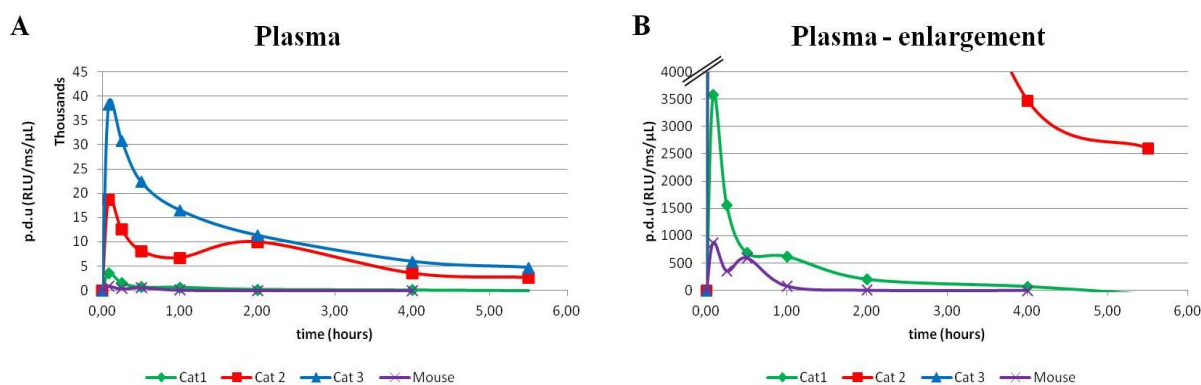 A
Plasma
p.d.u (RLU/ms/µL)
Thousands
45
40
35
30
25
20
15
10
5
0
0,00 1,00 2,00 3,00 4,00 5,00 6,00
time (hours)
Cat1 Cat 2 Cat 3 Mouse
B
Plasma - enlargement
p.d.u (RLU/ms/µL)
4000
3500
3000
2500
2000
1500
1000
500
0
0,00 1,00 2,00 3,00 4,00 5,00 6,00
time (hours)
Cat1 Cat 2 Cat 3 Mouse